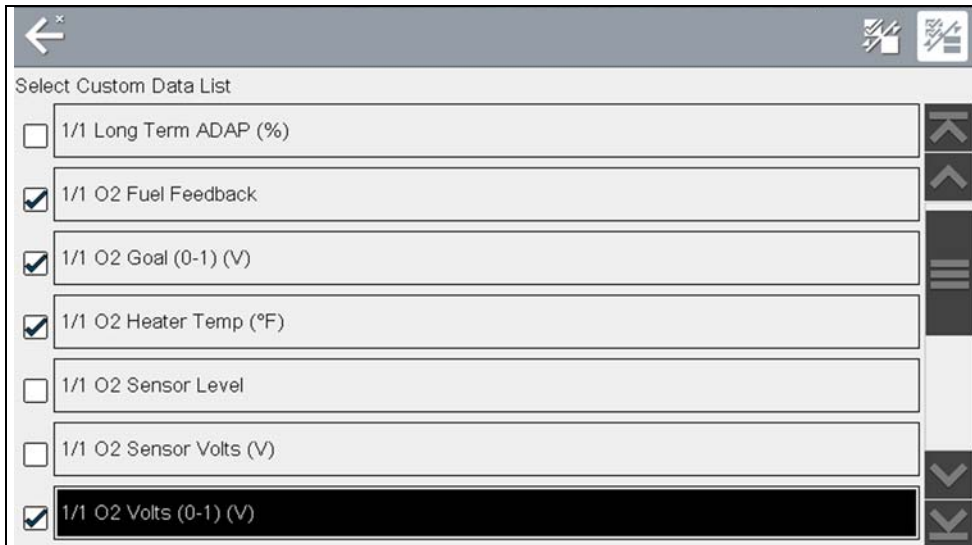 Select Custom Data List
1/1 Long Term ADAP (%)
1/1 O2 Fuel Feedback
1/1 O2 Goal (0-1) (V)
1/1 O2 Heater Temp (°F)
1/1 O2 Sensor Level
1/1 O2 Sensor Volts (V)
1/1 O2 Volts (0-1) (V)